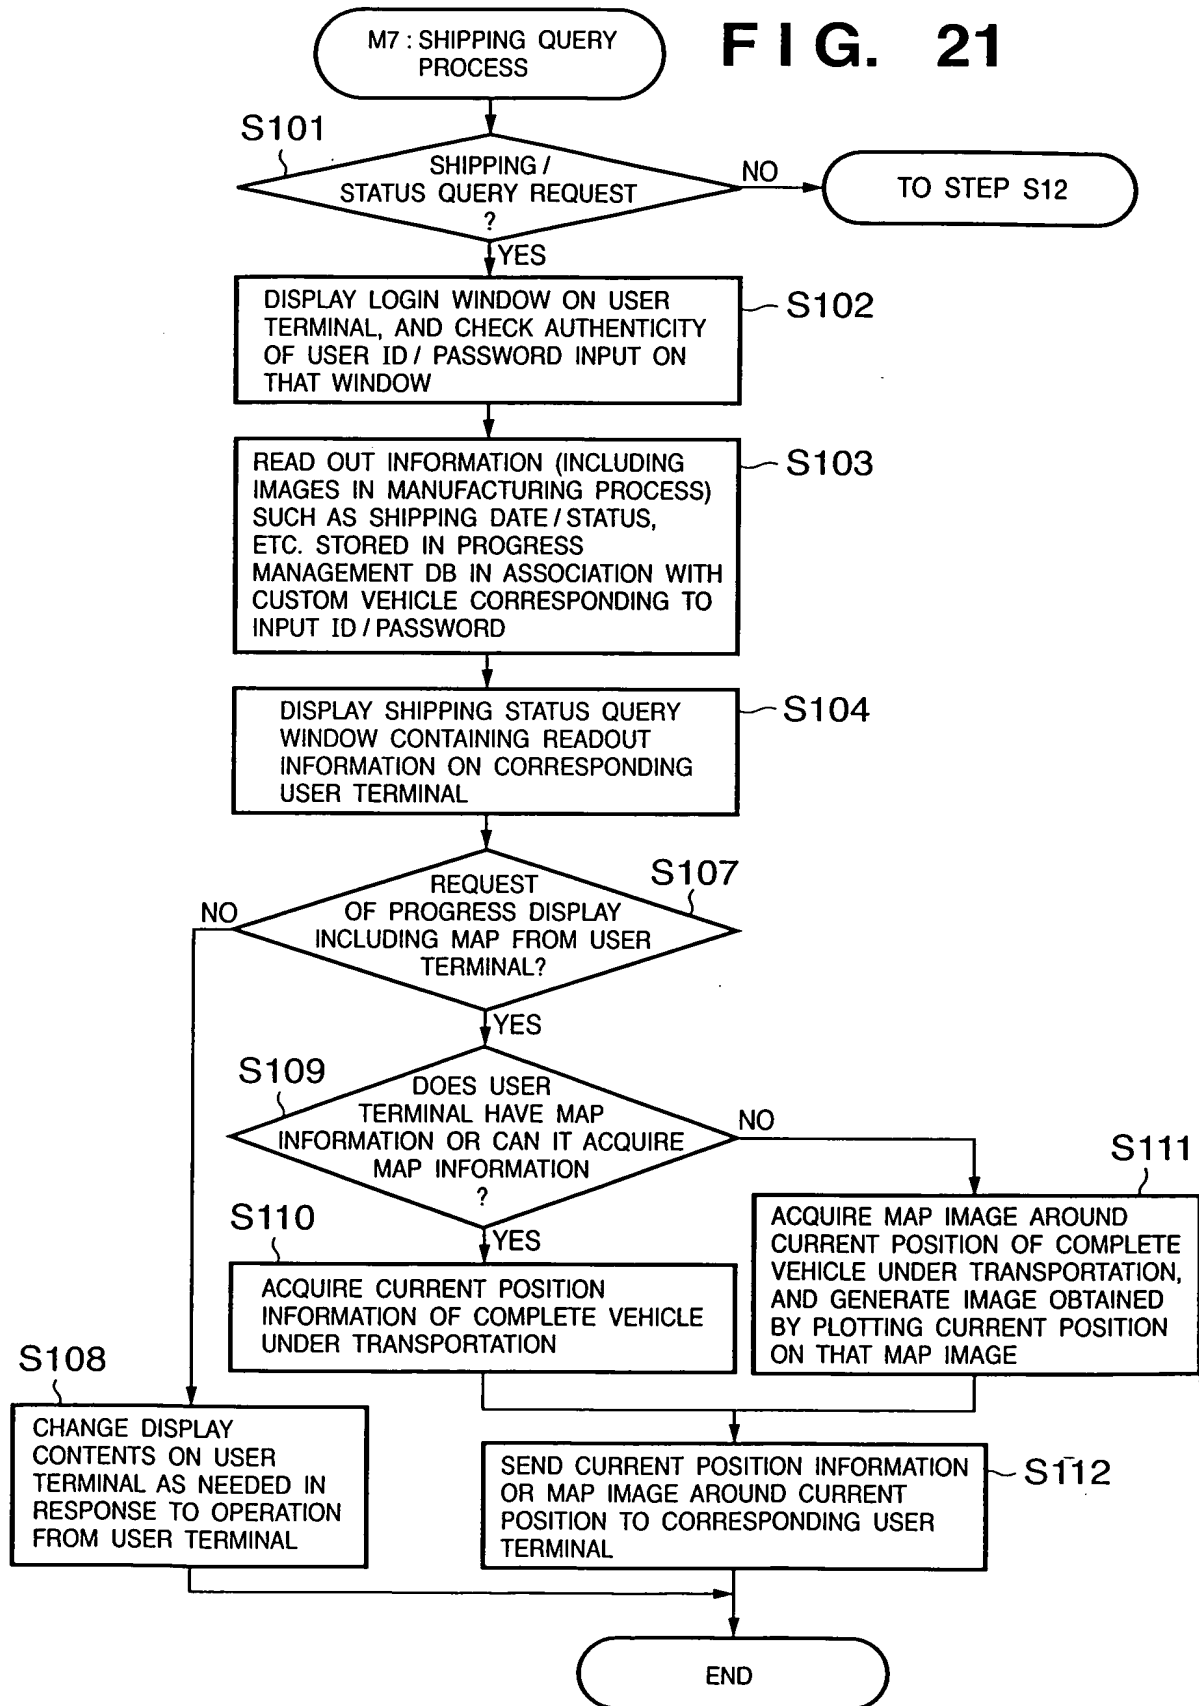 FIG. 21
M7 : SHIPPING QUERY
PROCESS
S101
SHIPPING /
STATUS QUERY REQUEST
?
NO
TO STEP S12
YES
DISPLAY LOGIN WINDOW ON USER
TERMINAL, AND CHECK AUTHENTICITY
OF USER ID / PASSWORD INPUT ON
THAT WINDOW
S102
READ OUT INFORMATION (INCLUDING
IMAGES IN MANUFACTURING PROCESS)
SUCH AS SHIPPING DATE / STATUS,
ETC. STORED IN PROGRESS
MANAGEMENT DB IN ASSOCIATION WITH
CUSTOM VEHICLE CORRESPONDING TO
INPUT ID / PASSWORD
S103
DISPLAY SHIPPING STATUS QUERY
WINDOW CONTAINING READOUT
INFORMATION ON CORRESPONDING
USER TERMINAL
S104
REQUEST
OF PROGRESS DISPLAY
INCLUDING MAP FROM USER
TERMINAL?
S107
NO
YES
S109
DOES USER
TERMINAL HAVE MAP
INFORMATION OR CAN IT ACQUIRE
MAP INFORMATION
?
NO
YES
S110
ACQUIRE CURRENT POSITION
INFORMATION OF COMPLETE VEHICLE
UNDER TRANSPORTATION
S111
ACQUIRE MAP IMAGE AROUND
CURRENT POSITION OF COMPLETE
VEHICLE UNDER TRANSPORTATION,
AND GENERATE IMAGE OBTAINED
BY PLOTTING CURRENT POSITION
ON THAT MAP IMAGE
S108
CHANGE DISPLAY
CONTENTS ON USER
TERMINAL AS NEEDED IN
RESPONSE TO OPERATION
FROM USER TERMINAL
SEND CURRENT POSITION INFORMATION
OR MAP IMAGE AROUND CURRENT
POSITION TO CORRESPONDING USER
TERMINAL
S112
END